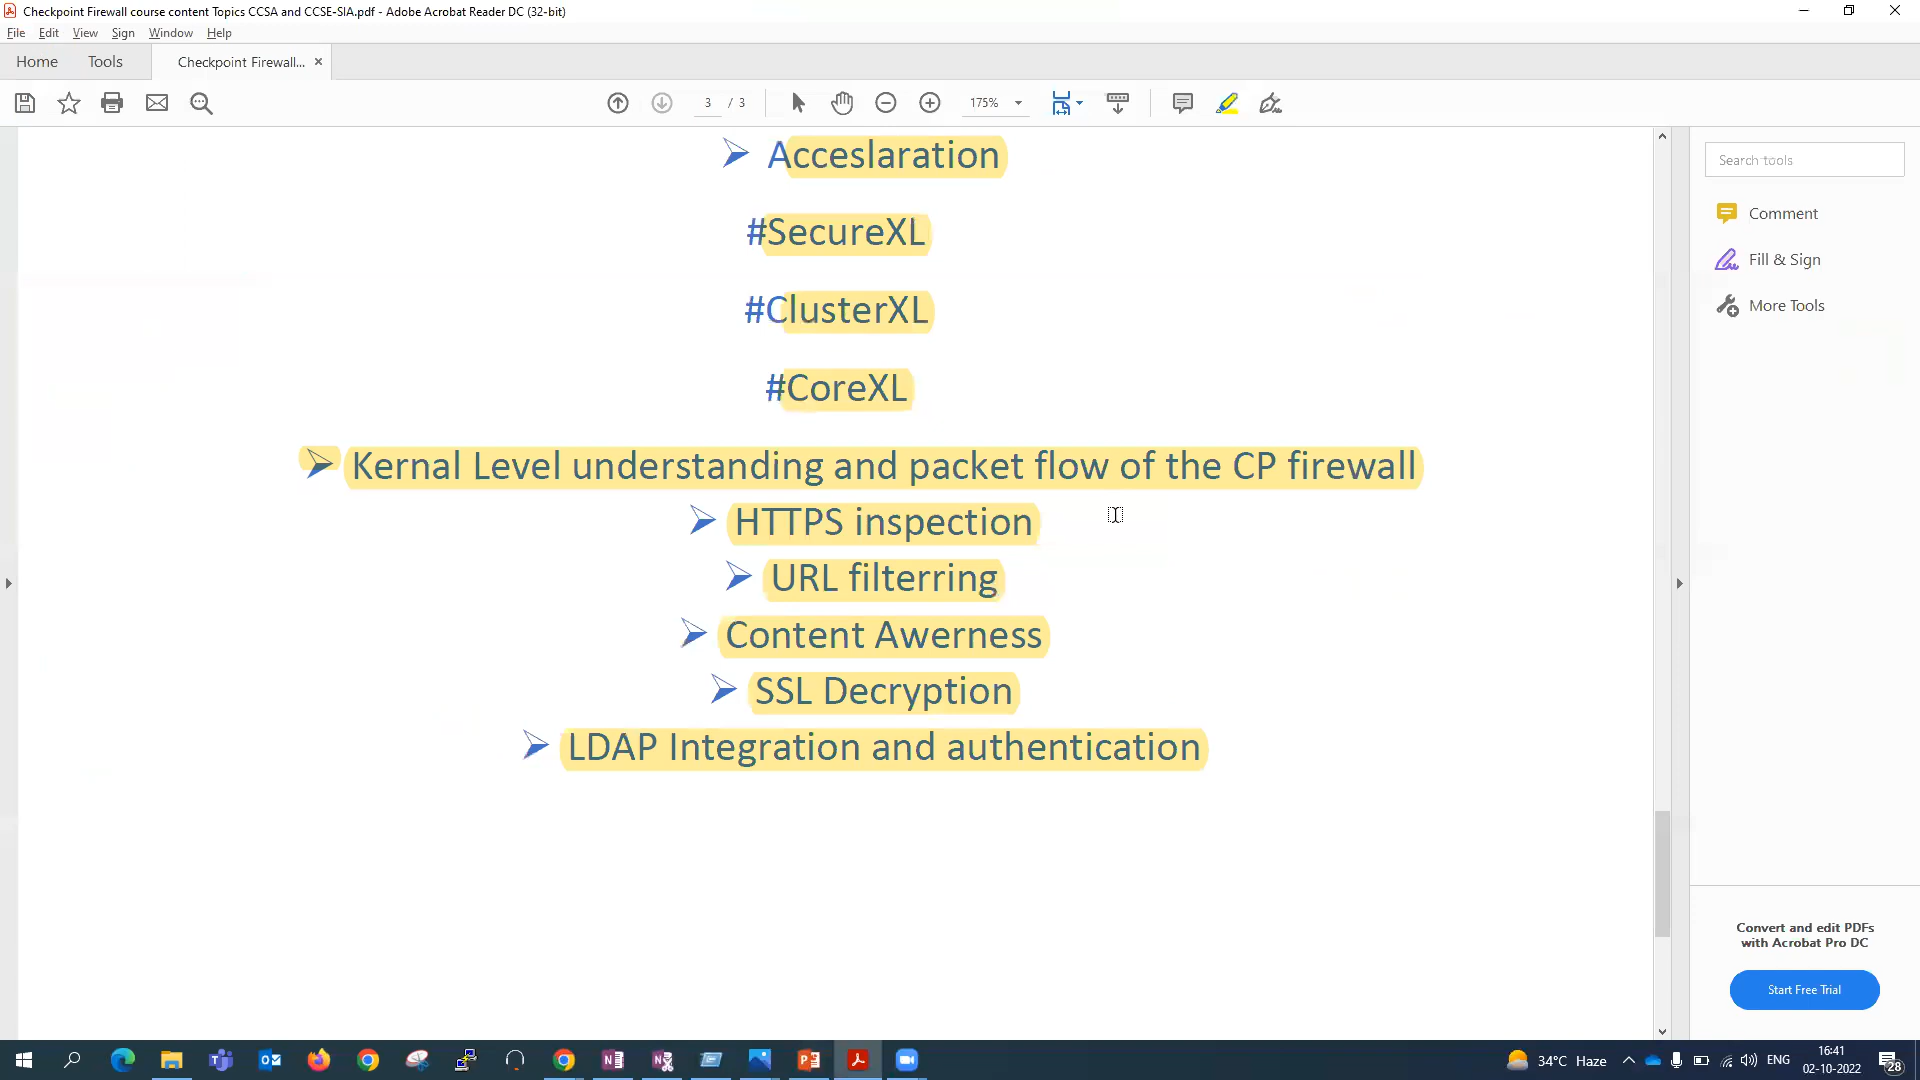 Checkpoint Firewall course content Topics CCSA and CCSE-SIA.pdf - Adobe Acrobat Reader DC (32-bit)
File Edit View Sign Window Help
Home Tools Checkpoint Firewall...
3 / 3 175%
Acceslaration
#SecureXL
#ClusterXL
#CoreXL
Kernal Level understanding and packet flow of the CP firewall
HTTPS inspection
URL filterring
Content Awerness
SSL Decryption
LDAP Integration and authentication
Search tools
Comment
Fill & Sign
More Tools
Convert and edit PDFs
with Acrobat Pro DC
Start Free Trial
34°C Haze
ENG
16:41
02-10-2022
28